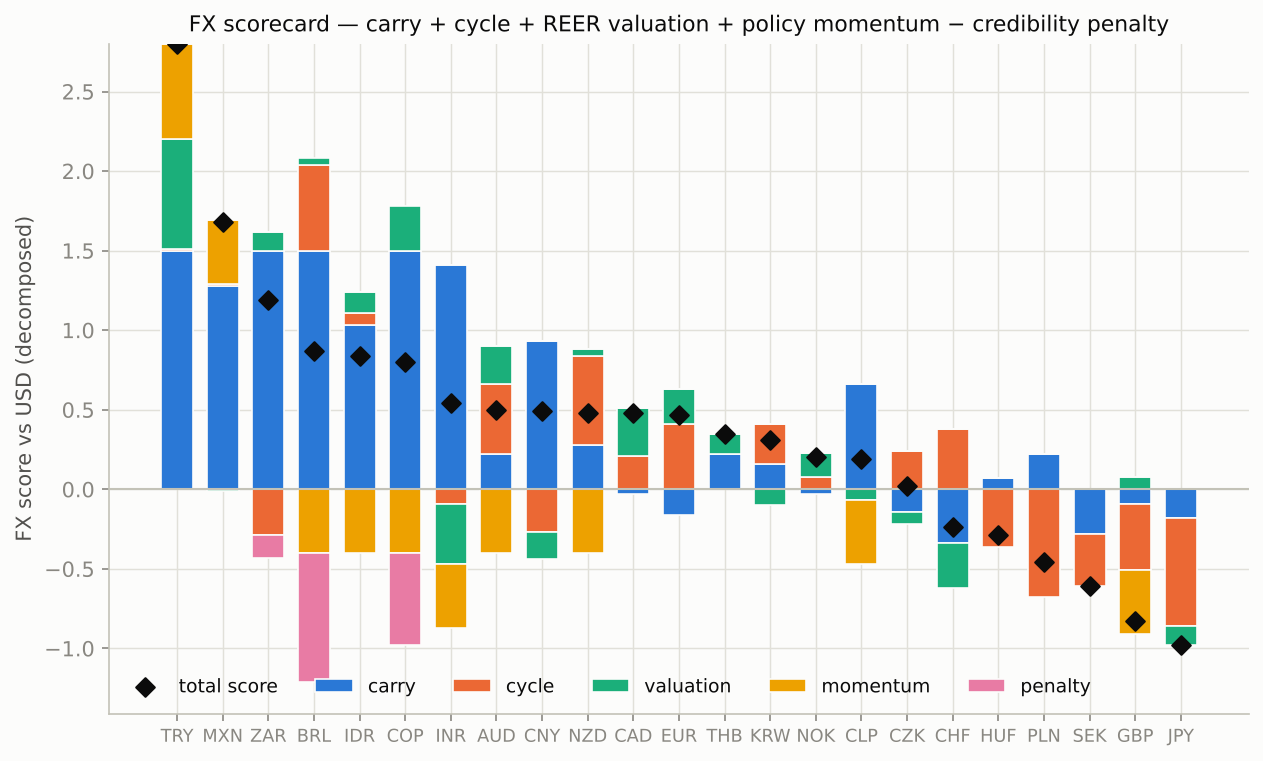 FX scorecard — carry + cycle + REER valuation + policy momentum − credibility penalty
FX score vs USD (decomposed)
2.5
2.0
1.5
1.0
0.5
0.0
−0.5
−1.0
total score carry cycle valuation momentum penalty
TRY MXN ZAR BRL IDR COP INR AUD CNY NZD CAD EUR THB KRW NOK CLP CZK CHF HUF PLN SEK GBP JPY